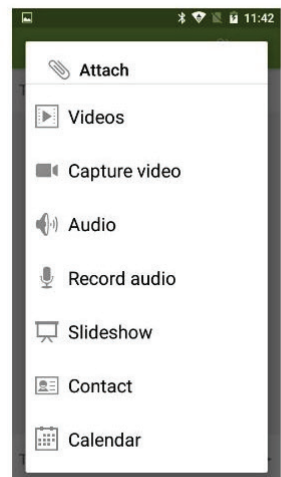 11:42
Attach
Videos
Capture video
Audio
Record audio
Slideshow
Contact
Calendar